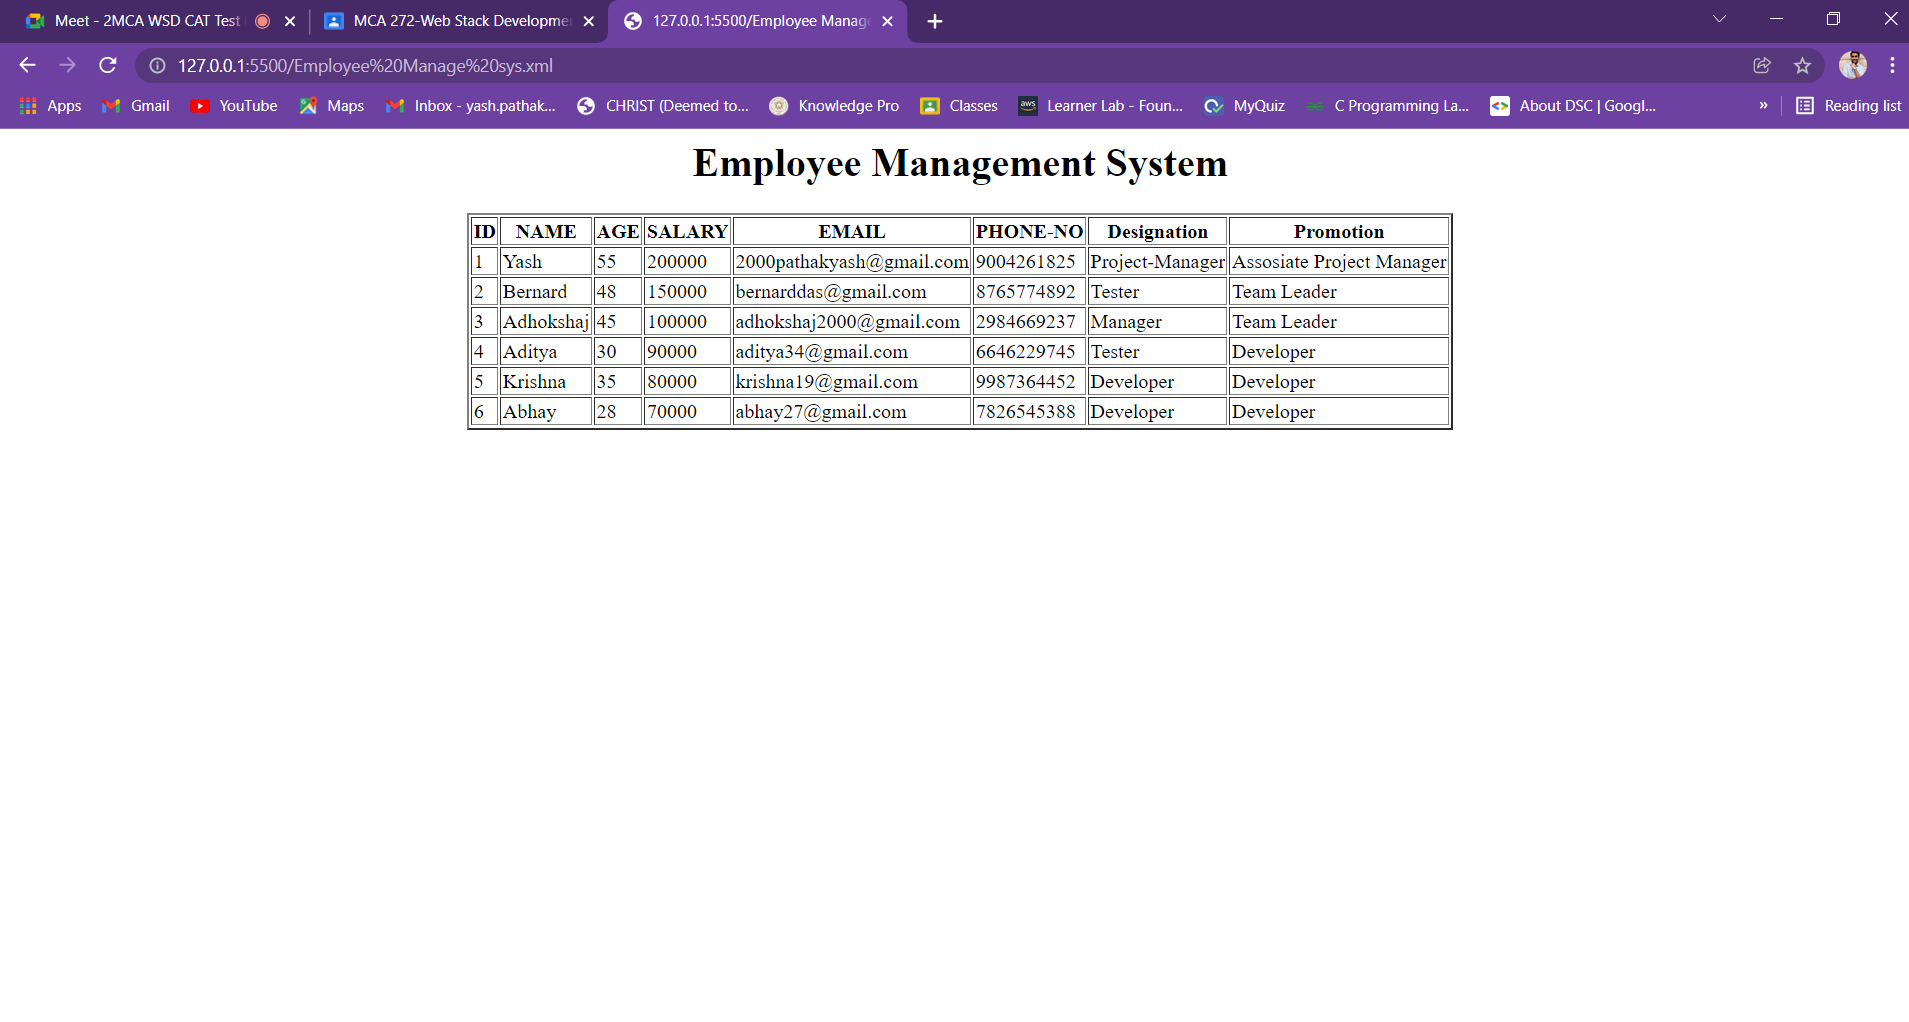 Meet - 2MCA WSD CAT Test
MCA 272-Web Stack Developme
127.0.0.1:5500/Employee Manage
127.0.0.1:5500/Employee%20Manage%20sys.xml
Apps Gmail YouTube Maps Inbox - yash.pathak... CHRIST (Deemed to... Knowledge Pro Classes aws Learner Lab - Foun... MyQuiz C Programming La... About DSC | Googl... » Reading list
Employee Management System
ID NAME AGE SALARY EMAIL PHONE-NO Designation Promotion
1 Yash 55 200000 2000pathakyash@gmail.com 9004261825 Project-Manager Assosiate Project Manager
2 Bernard 48 150000 bernarddas@gmail.com 8765774892 Tester Team Leader
3 Adhokshaj 45 100000 adhokshaj2000@gmail.com 2984669237 Manager Team Leader
4 Aditya 30 90000 aditya34@gmail.com 6646229745 Tester Developer
5 Krishna 35 80000 krishna19@gmail.com 9987364452 Developer Developer
6 Abhay 28 70000 abhay27@gmail.com 7826545388 Developer Developer